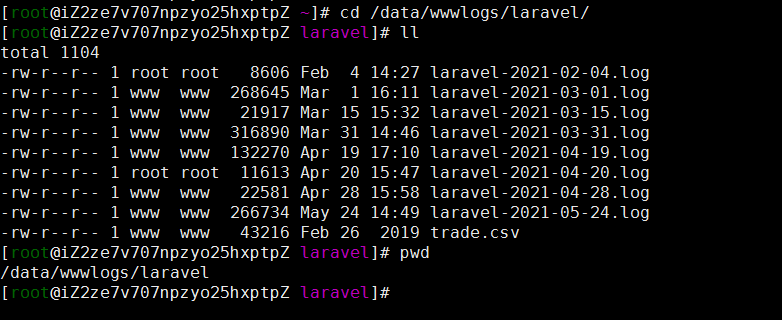 [root@iZ2ze7v707npzyo25hxptpZ ~]# cd /data/wwwlogs/laravel/
[root@iZ2ze7v707npzyo25hxptpZ laravel]# ll
total 1104
-rw-r--r-- 1 root root   8606 Feb  4 14:27 laravel-2021-02-04.log
-rw-r--r-- 1 www  www  268645 Mar  1 16:11 laravel-2021-03-01.log
-rw-r--r-- 1 www  www   21917 Mar 15 15:32 laravel-2021-03-15.log
-rw-r--r-- 1 www  www  316890 Mar 31 14:46 laravel-2021-03-31.log
-rw-r--r-- 1 www  www  132270 Apr 19 17:10 laravel-2021-04-19.log
-rw-r--r-- 1 root root  11613 Apr 20 15:47 laravel-2021-04-20.log
-rw-r--r-- 1 www  www   22581 Apr 28 15:58 laravel-2021-04-28.log
-rw-r--r-- 1 www  www  266734 May 24 14:49 laravel-2021-05-24.log
-rw-r--r-- 1 www  www   43216 Feb 26  2019 trade.csv
[root@iZ2ze7v707npzyo25hxptpZ laravel]# pwd
/data/wwwlogs/laravel
[root@iZ2ze7v707npzyo25hxptpZ laravel]#